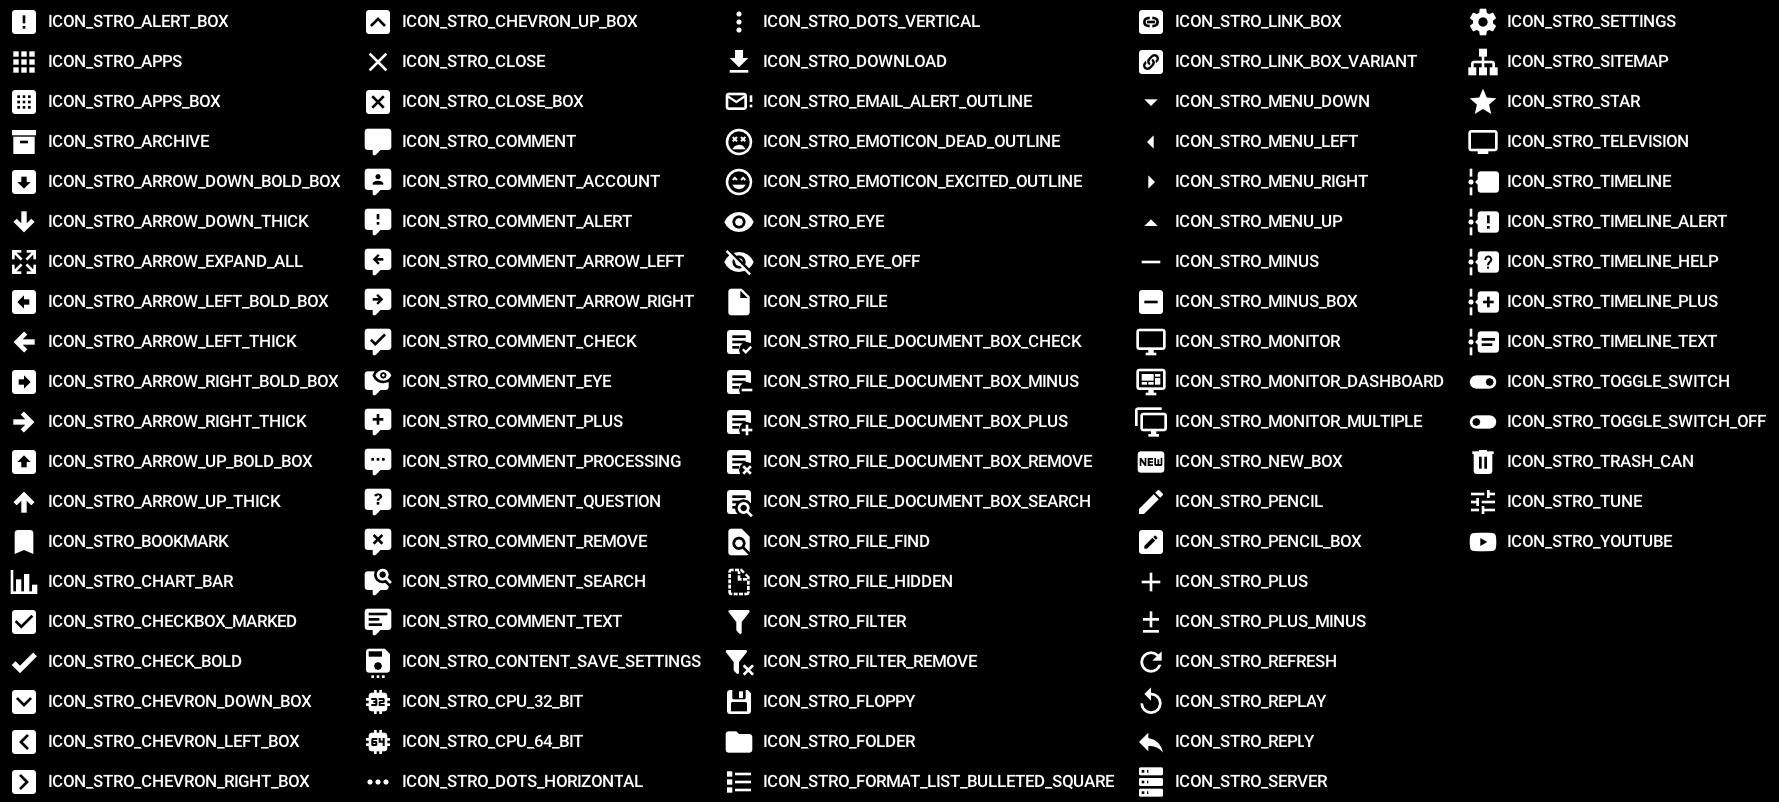 ICON_STRO_ALERT_BOX
ICON_STRO_APPS
ICON_STRO_APPS_BOX
ICON_STRO_ARCHIVE
ICON_STRO_ARROW_DOWN_BOLD_BOX
ICON_STRO_ARROW_DOWN_THICK
ICON_STRO_ARROW_EXPAND_ALL
ICON_STRO_ARROW_LEFT_BOLD_BOX
ICON_STRO_ARROW_LEFT_THICK
ICON_STRO_ARROW_RIGHT_BOLD_BOX
ICON_STRO_ARROW_RIGHT_THICK
ICON_STRO_ARROW_UP_BOLD_BOX
ICON_STRO_ARROW_UP_THICK
ICON_STRO_BOOKMARK
ICON_STRO_CHART_BAR
ICON_STRO_CHECKBOX_MARKED
ICON_STRO_CHECK_BOLD
ICON_STRO_CHEVRON_DOWN_BOX
ICON_STRO_CHEVRON_LEFT_BOX
ICON_STRO_CHEVRON_RIGHT_BOX
ICON_STRO_CHEVRON_UP_BOX
ICON_STRO_CLOSE
ICON_STRO_CLOSE_BOX
ICON_STRO_COMMENT
ICON_STRO_COMMENT_ACCOUNT
ICON_STRO_COMMENT_ALERT
ICON_STRO_COMMENT_ARROW_LEFT
ICON_STRO_COMMENT_ARROW_RIGHT
ICON_STRO_COMMENT_CHECK
ICON_STRO_COMMENT_EYE
ICON_STRO_COMMENT_PLUS
ICON_STRO_COMMENT_PROCESSING
ICON_STRO_COMMENT_QUESTION
ICON_STRO_COMMENT_REMOVE
ICON_STRO_COMMENT_SEARCH
ICON_STRO_COMMENT_TEXT
ICON_STRO_CONTENT_SAVE_SETTINGS
32 ICON_STRO_CPU_32_BIT
64 ICON_STRO_CPU_64_BIT
ICON_STRO_DOTS_HORIZONTAL
ICON_STRO_DOTS_VERTICAL
ICON_STRO_DOWNLOAD
ICON_STRO_EMAIL_ALERT_OUTLINE
ICON_STRO_EMOTICON_DEAD_OUTLINE
ICON_STRO_EMOTICON_EXCITED_OUTLINE
ICON_STRO_EYE
ICON_STRO_EYE_OFF
ICON_STRO_FILE
ICON_STRO_FILE_DOCUMENT_BOX_CHECK
ICON_STRO_FILE_DOCUMENT_BOX_MINUS
ICON_STRO_FILE_DOCUMENT_BOX_PLUS
ICON_STRO_FILE_DOCUMENT_BOX_REMOVE
ICON_STRO_FILE_DOCUMENT_BOX_SEARCH
ICON_STRO_FILE_FIND
ICON_STRO_FILE_HIDDEN
ICON_STRO_FILTER
ICON_STRO_FILTER_REMOVE
ICON_STRO_FLOPPY
ICON_STRO_FOLDER
ICON_STRO_FORMAT_LIST_BULLETED_SQUARE
ICON_STRO_LINK_BOX
ICON_STRO_LINK_BOX_VARIANT
ICON_STRO_MENU_DOWN
ICON_STRO_MENU_LEFT
ICON_STRO_MENU_RIGHT
ICON_STRO_MENU_UP
ICON_STRO_MINUS
ICON_STRO_MINUS_BOX
ICON_STRO_MONITOR
ICON_STRO_MONITOR_DASHBOARD
ICON_STRO_MONITOR_MULTIPLE
NEW ICON_STRO_NEW_BOX
ICON_STRO_PENCIL
ICON_STRO_PENCIL_BOX
ICON_STRO_PLUS
ICON_STRO_PLUS_MINUS
ICON_STRO_REFRESH
ICON_STRO_REPLAY
ICON_STRO_REPLY
ICON_STRO_SERVER
ICON_STRO_SETTINGS
ICON_STRO_SITEMAP
ICON_STRO_STAR
ICON_STRO_TELEVISION
ICON_STRO_TIMELINE
ICON_STRO_TIMELINE_ALERT
ICON_STRO_TIMELINE_HELP
ICON_STRO_TIMELINE_PLUS
ICON_STRO_TIMELINE_TEXT
ICON_STRO_TOGGLE_SWITCH
ICON_STRO_TOGGLE_SWITCH_OFF
ICON_STRO_TRASH_CAN
ICON_STRO_TUNE
ICON_STRO_YOUTUBE